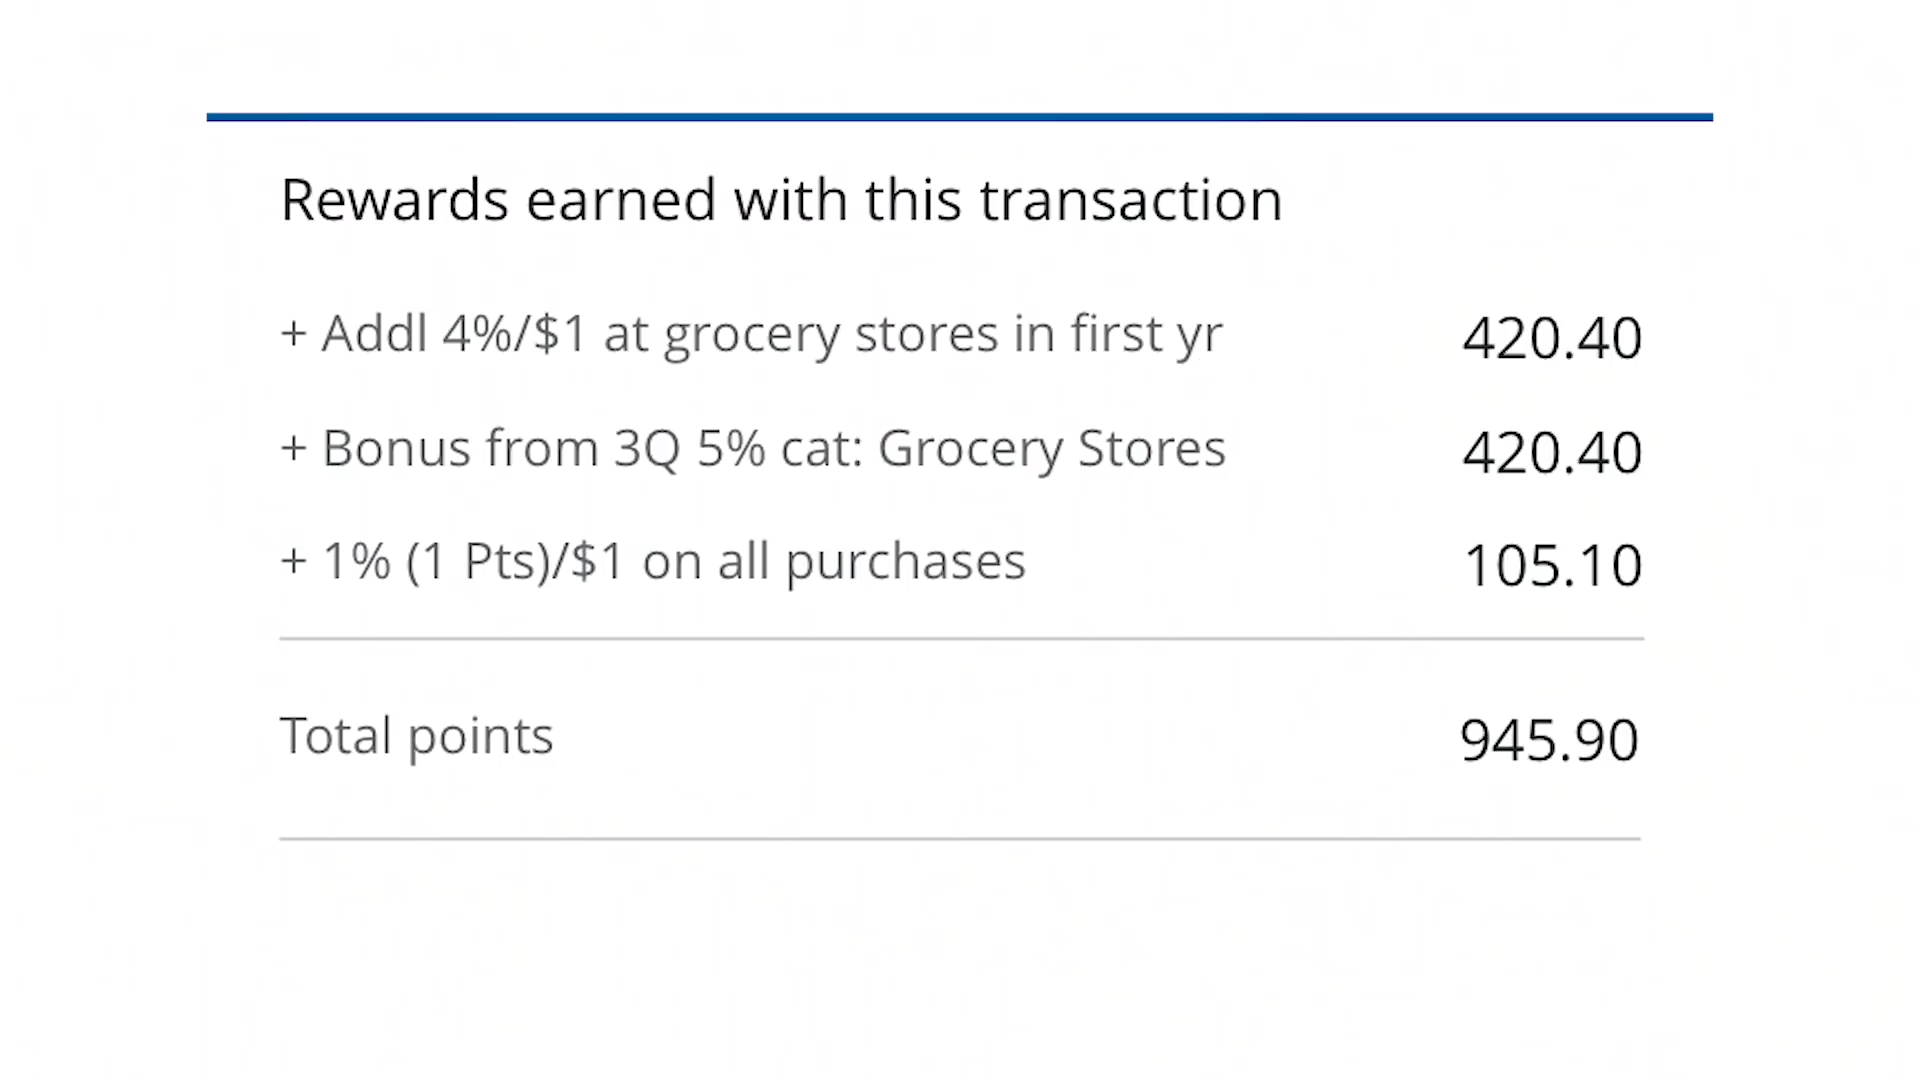 Rewards earned with this transaction
+ Addl 4%/$1 at grocery stores in first yr 420.40
+ Bonus from 3Q 5% cat: Grocery Stores 420.40
+ 1% (1 Pts)/$1 on all purchases 105.10
Total points 945.90